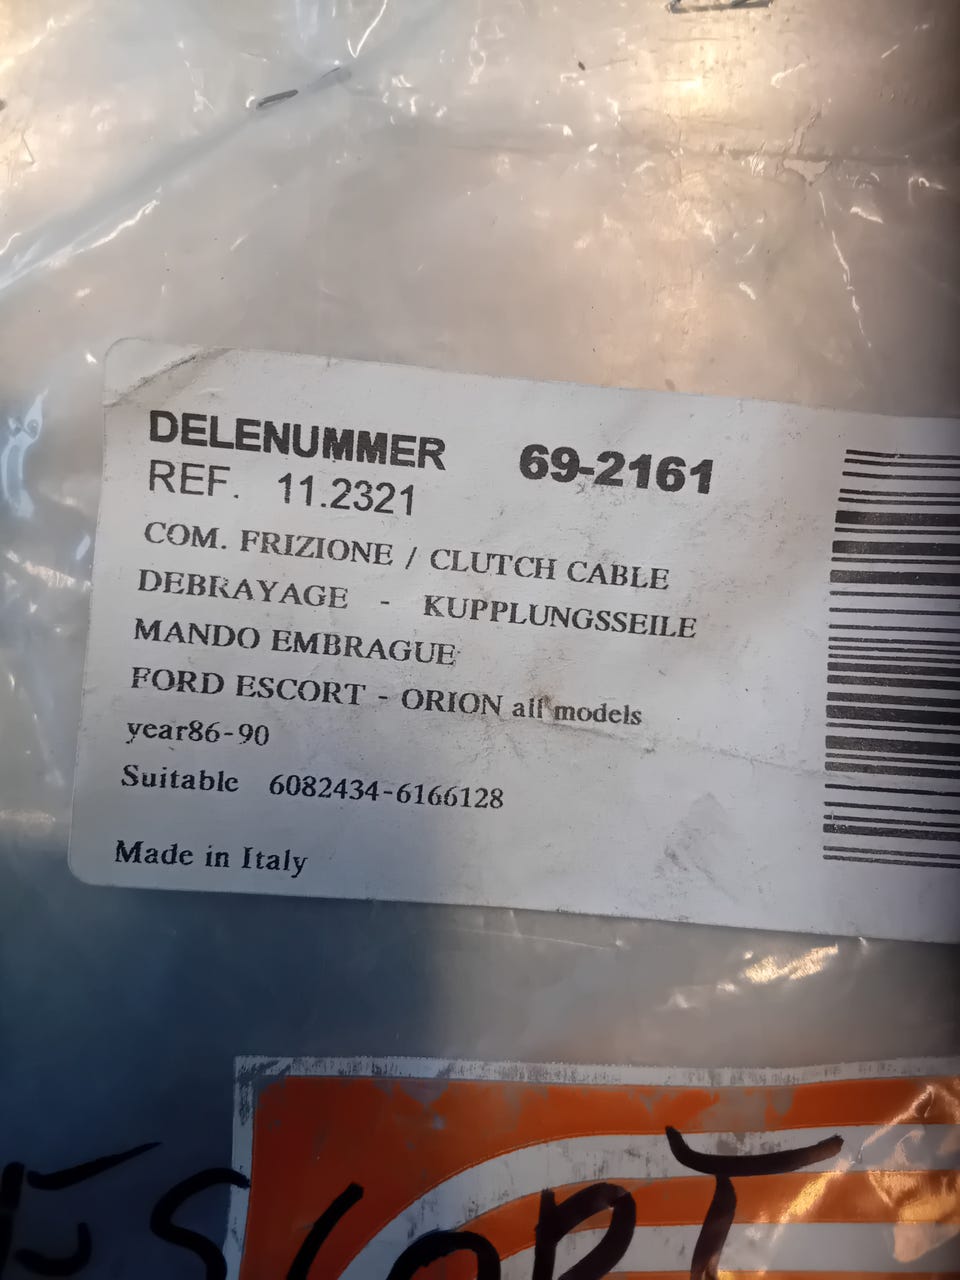 DELENUMMER 69-2161
REF. 11.2321
COM. FRIZIONE / CLUTCH CABLE
DEBRAYAGE - KUPPLUNGSSEILE
MANDO EMBRAGUE
FORD ESCORT - ORION all models
year86-90
Suitable 6082434-6166128
Made in Italy
ESCORT